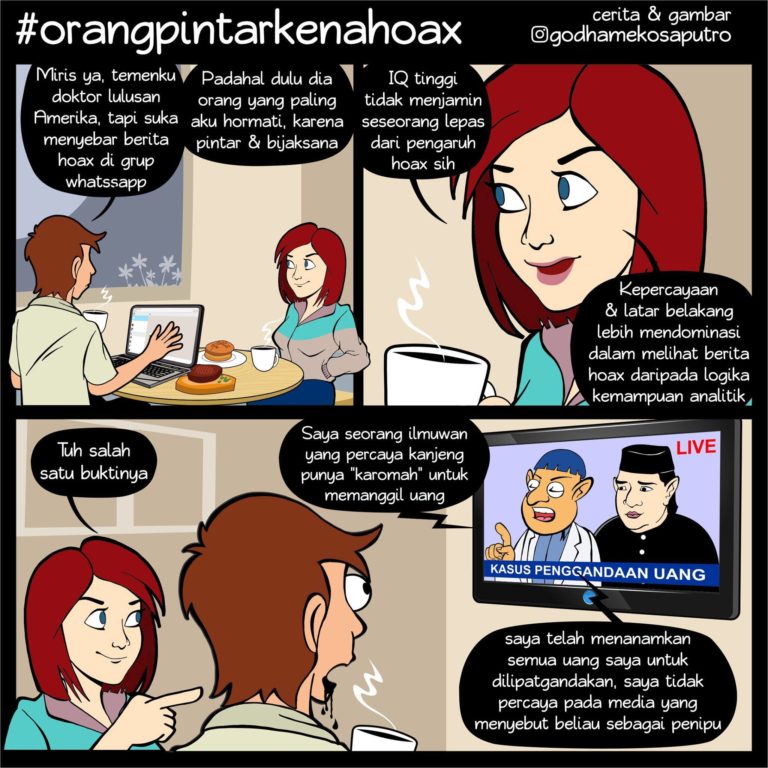 #orangpintarkenahoax
cerita & gambar
@godhamekosaputro
Miris ya, temenku
doktor lulusan
Amerika, tapi suka
menyebar berita
hoax di grup
whatssapp
Padahal dulu dia
orang yang paling
aku hormati, karena
pintar & bijaksana
IQ tinggi
tidak menjamin
seseorang lepas
dari pengaruh
hoax sih
Kepercayaan
& latar belakang
lebih mendominasi
dalam melihat berita
hoax daripada logika
kemampuan analitik
Tuh salah
satu buktinya
Saya seorang ilmuwan
yang percaya kanjeng
punya "karomah" untuk
memanggil uang
LIVE
KASUS PENGGANDAAN UANG
saya telah menanamkan
semua uang saya untuk
dilipatgandakan, saya tidak
percaya pada media yang
menyebut beliau sebagai penipu